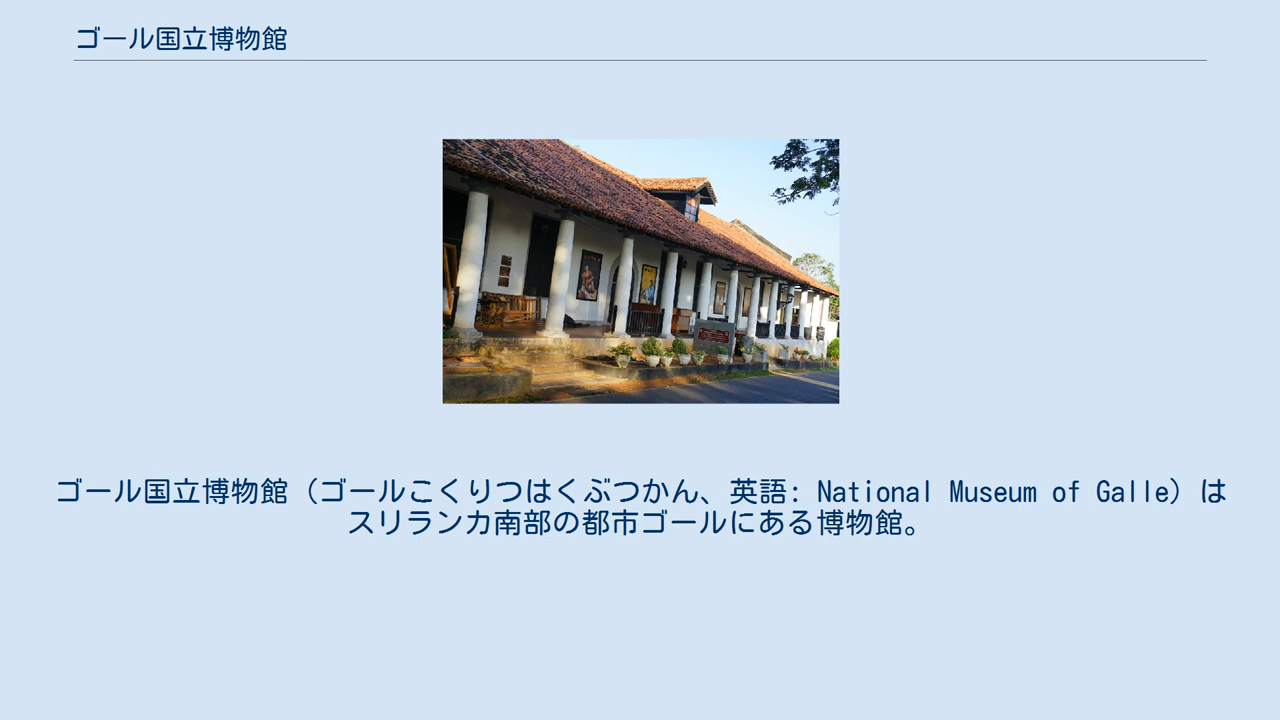 ゴール国立博物館
ゴール国立博物館（ゴールこくりつはくぶつかん、英語: National Museum of Galle）は
スリランカ南部の都市ゴールにある博物館。